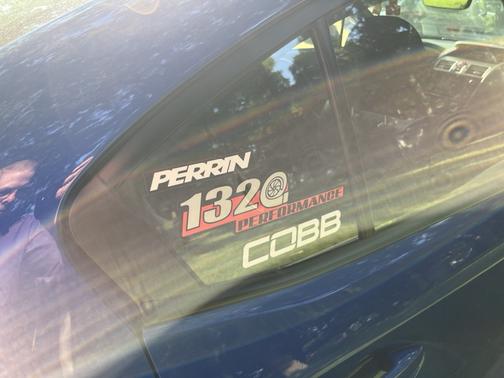 PERRIN
1320
PERFORMANCE
COBB